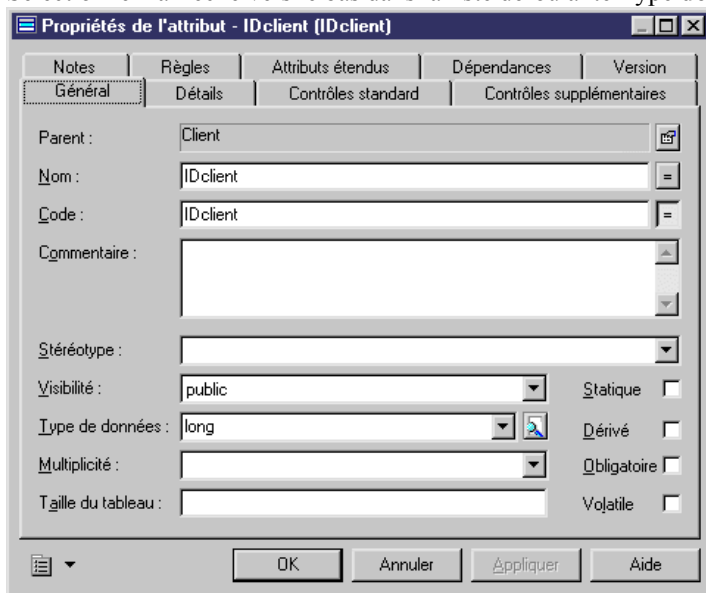 Propriétés de l'attribut - IDclient (IDclient)
Notes Règles Attributs étendus Dépendances Version
Général Détails Contrôles standard Contrôles supplémentaires
Parent : Client
Nom : IDclient =
Code : IDclient =
Commentaire :
Stéréotype :
Visibilité : public Statique
Type de données : long Dérivé
Multiplicité : Obligatoire
Taille du tableau : Volatile
OK Annuler Appliquer Aide